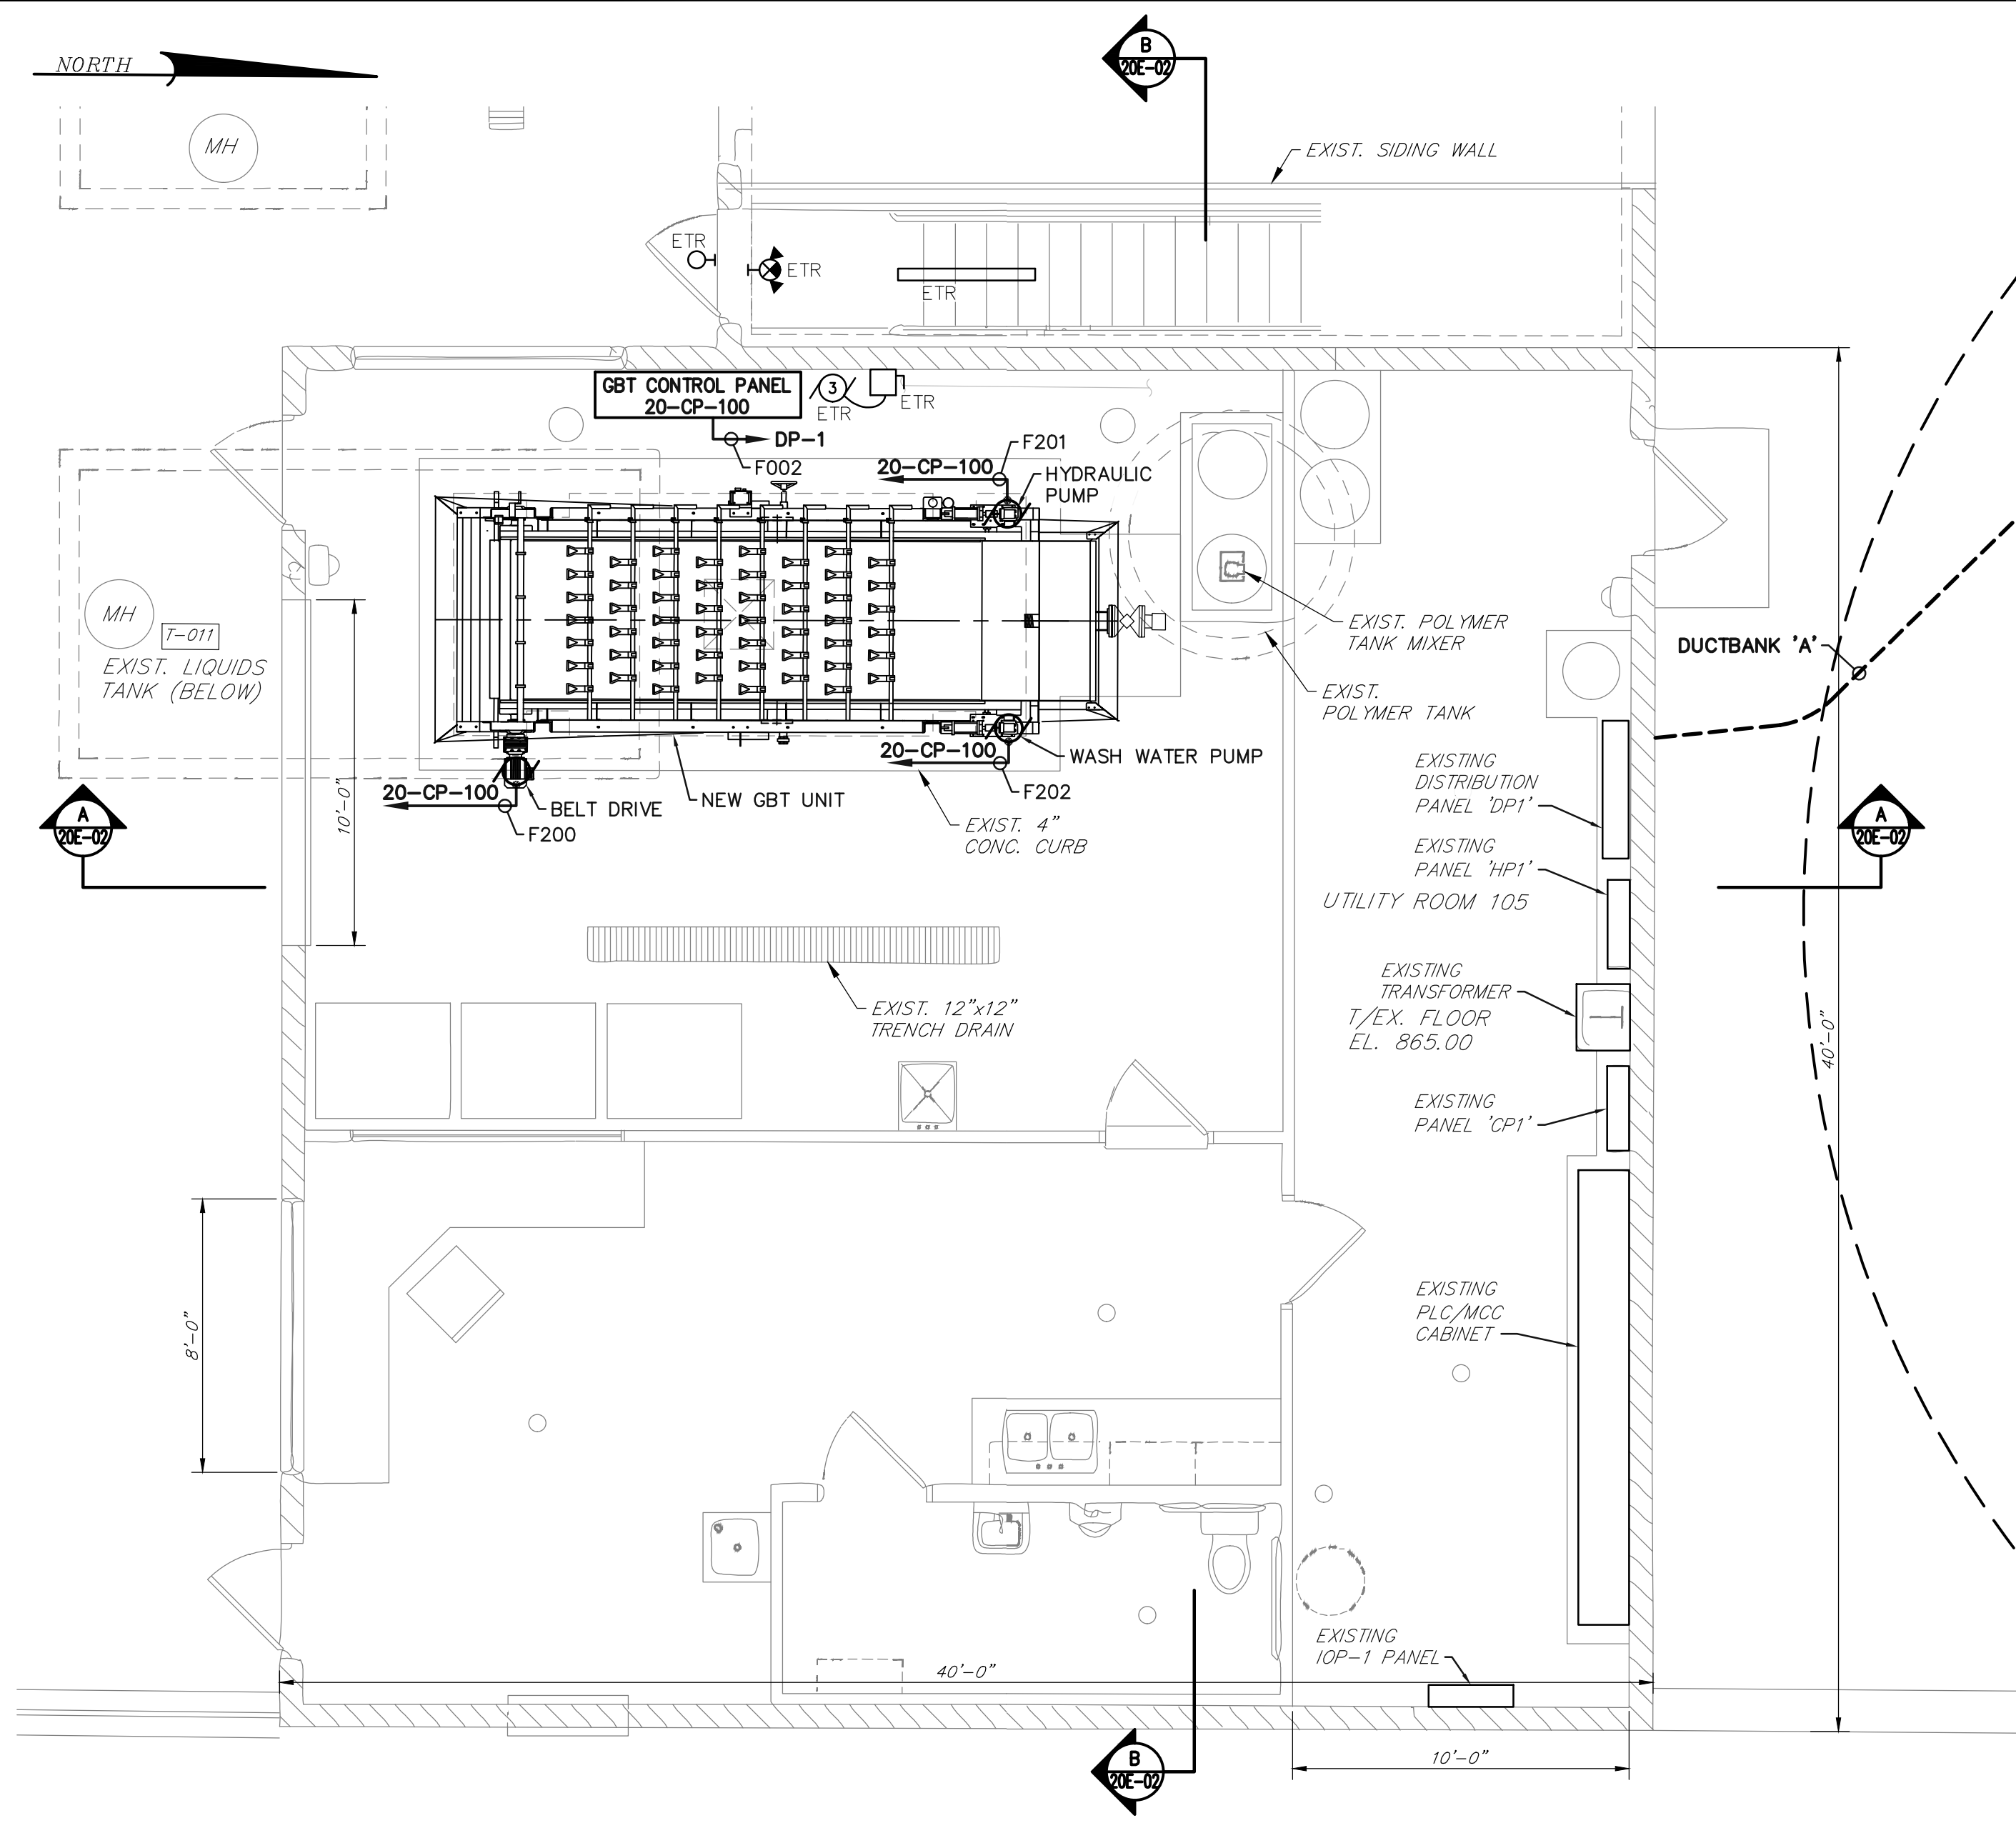 NORTH
B
20E-02
MH
EXIST. SIDING WALL
ETR
ETR
ETR
GBT CONTROL PANEL
20-CP-100
3
ETR
ETR
DP-1
F002
F201
20-CP-100
HYDRAULIC
PUMP
MH
T-011
EXIST. LIQUIDS
TANK (BELOW)
EXIST. POLYMER
TANK MIXER
EXIST.
POLYMER TANK
DUCTBANK 'A'
20-CP-100
WASH WATER PUMP
F202
20-CP-100
BELT DRIVE
F200
NEW GBT UNIT
EXIST. 4"
CONC. CURB
10'-0"
A
20E-02
EXISTING
DISTRIBUTION
PANEL 'DP1'
EXISTING
PANEL 'HP1'
A
20E-02
UTILITY ROOM 105
EXIST. 12"x12"
TRENCH DRAIN
EXISTING
TRANSFORMER
T
T/EX. FLOOR
EL. 865.00
40'-0"
EXISTING
PANEL 'CP1'
8'-0"
EXISTING
PLC/MCC
CABINET
EXISTING
IOP-1 PANEL
40'-0"
10'-0"
B
20E-02